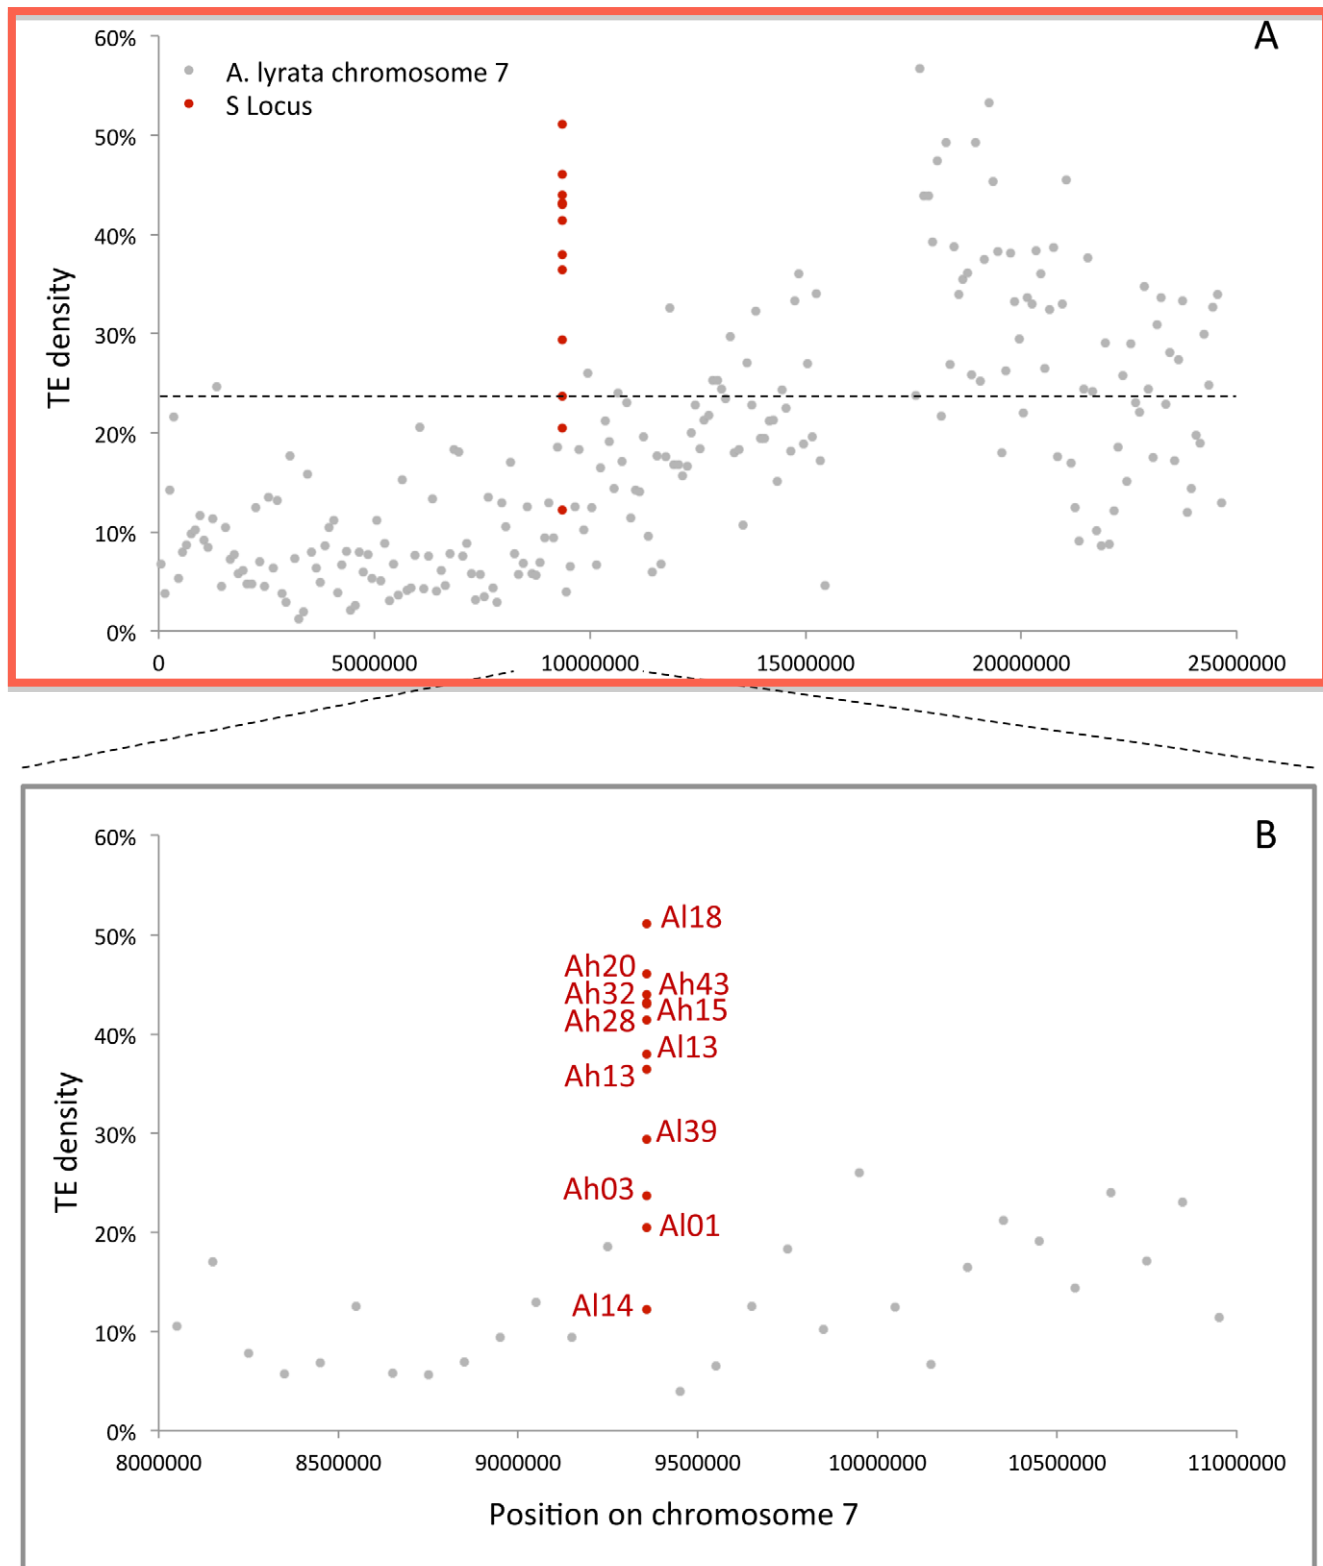 A
60%
A. lyrata chromosome 7
S Locus
50%
40%
30%
20%
10%
0%
TE density
0 5000000 10000000 15000000 20000000 25000000
B
60%
50%
40%
30%
20%
10%
0%
TE density
Al18
Ah20
Ah43
Ah32
Ah15
Ah28
Al13
Ah13
Al39
Ah03
Al01
Al14
8000000 8500000 9000000 9500000 10000000 10500000 11000000
Position on chromosome 7